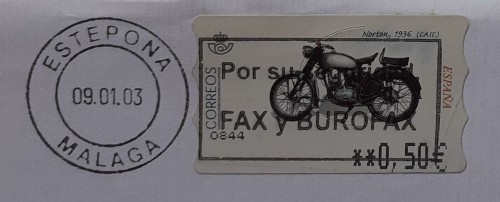 ESTEPONA
09.01.03
MALAGA
Norton, 1936 (CAIC)
CORREOS
Por su
ESPAÑA
FAX y BUROFAX
0844
**0,50€